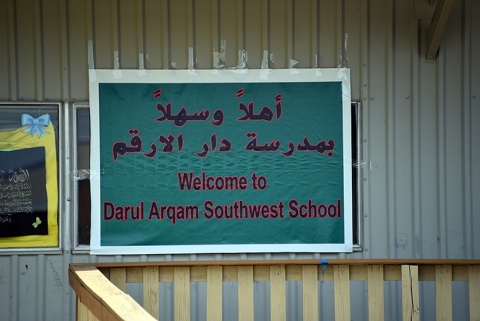 أهلاً وسهلاً
بمدرسة دار الارقم
Welcome to
Darul Arqam Southwest School